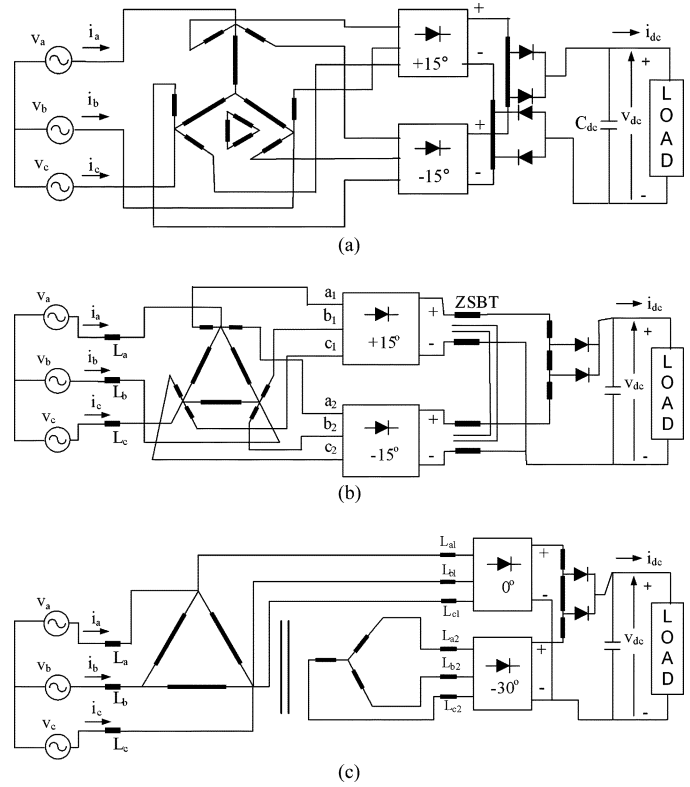 va
ia
vb
ib
vc
ic
+15°
+
-
-15°
+
-
idc
Cdc
vdc
+
-
LOAD
(a)
va
ia
La
vb
ib
Lb
vc
ic
Lc
a1
b1
c1
+15°
+
-
ZSBT
a2
b2
c2
-15°
+
-
idc
vdc
+
-
LOAD
(b)
va
ia
La
vb
ib
Lb
vc
ic
Lc
La1
Lb1
Lc1
0°
+
-
La2
Lb2
Lc2
-30°
+
-
idc
vdc
+
-
LOAD
(c)